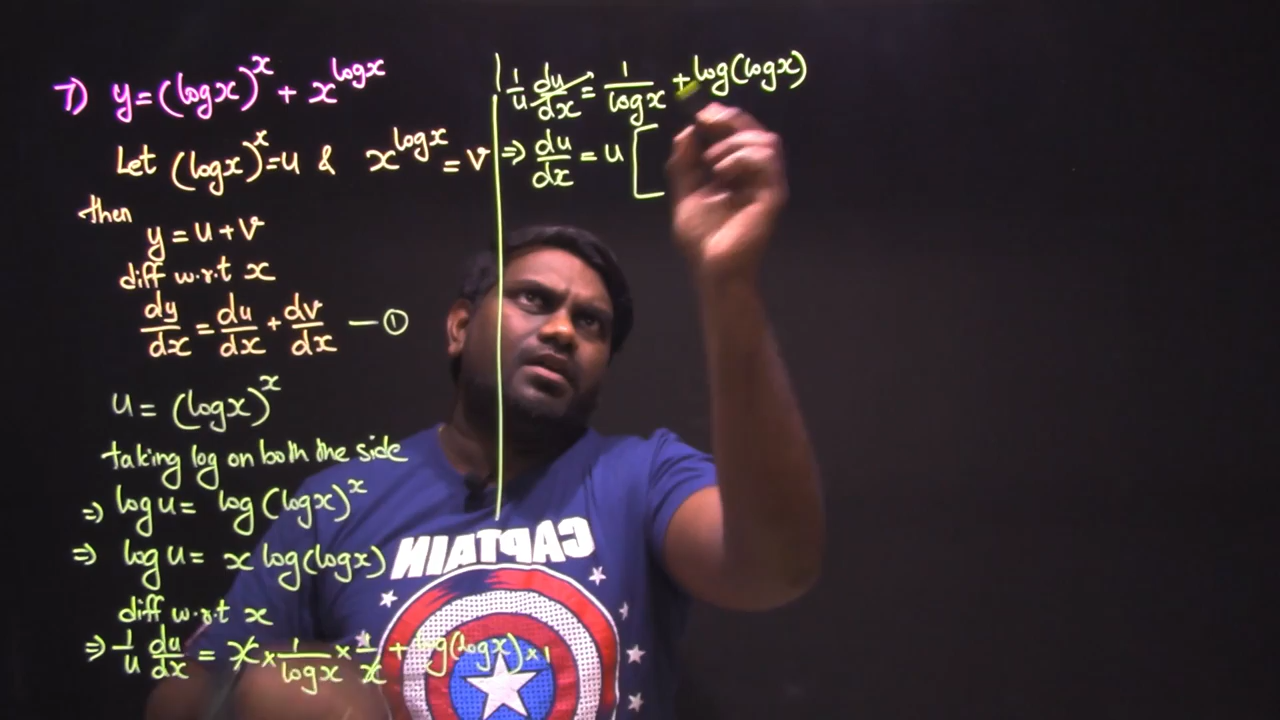 7) y = (log x)^x + x^log x
Let (log x)^x = u & x^log x = v
then
y = u + v
diff w.r.t x
dy/dx = du/dx + dv/dx — ①
u = (log x)^x
taking log on both the side
⇒ log u = log (log x)^x
⇒ log u = x log(log x)
diff w.r.t x
⇒ 1/u du/dx = x × 1/log x × 1/x + log(log x) × 1
1/u du/dx = 1/log x + log(log x)
⇒ du/dx = u [
CAPTAIN